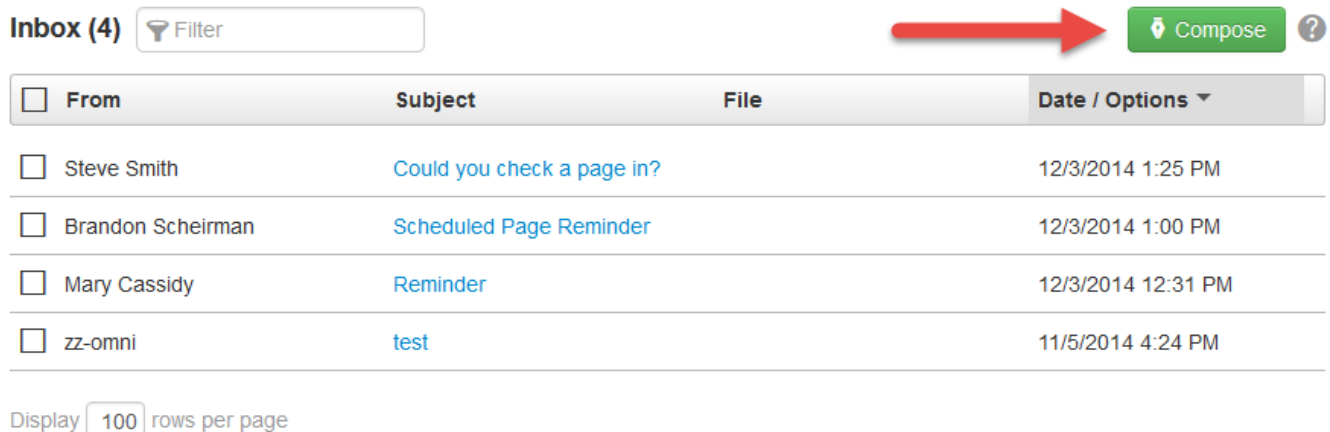 Inbox (4) Filter Compose ?
From Subject File Date / Options
Steve Smith Could you check a page in? 12/3/2014 1:25 PM
Brandon Scheirman Scheduled Page Reminder 12/3/2014 1:00 PM
Mary Cassidy Reminder 12/3/2014 12:31 PM
zz-omni test 11/5/2014 4:24 PM
Display 100 rows per page